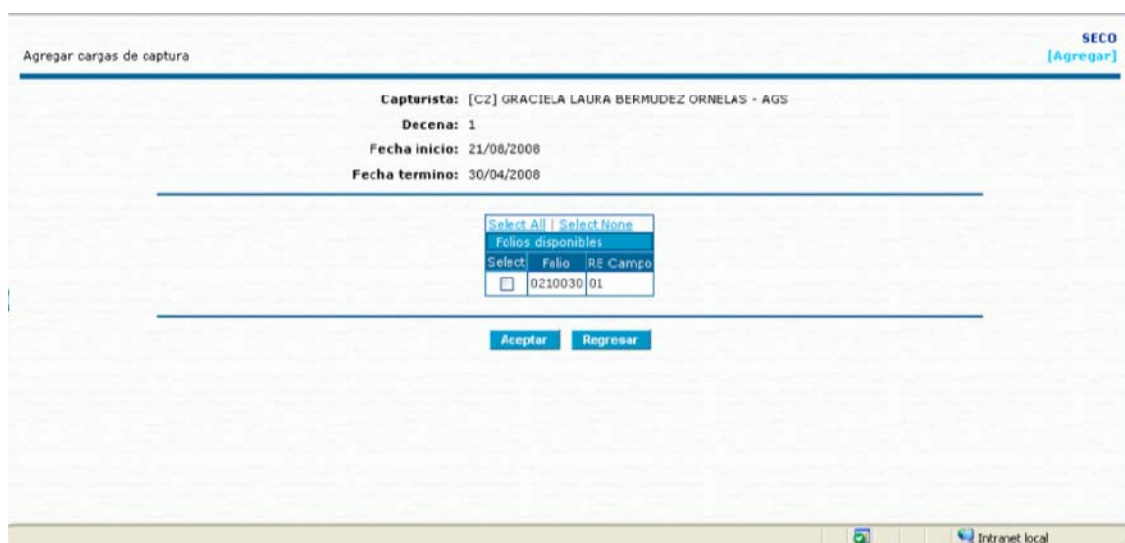 SECO
Agregar cargas de captura
[Agregar]
Capturista: [C2] GRACIELA LAURA BERMUDEZ ORNELAS - AGS
Decena: 1
Fecha inicio: 21/08/2008
Fecha termino: 30/04/2008
Select All | Select None
Folios disponibles
Select Folio RE Campo
0210030 01
Aceptar Regresar
Intranet local